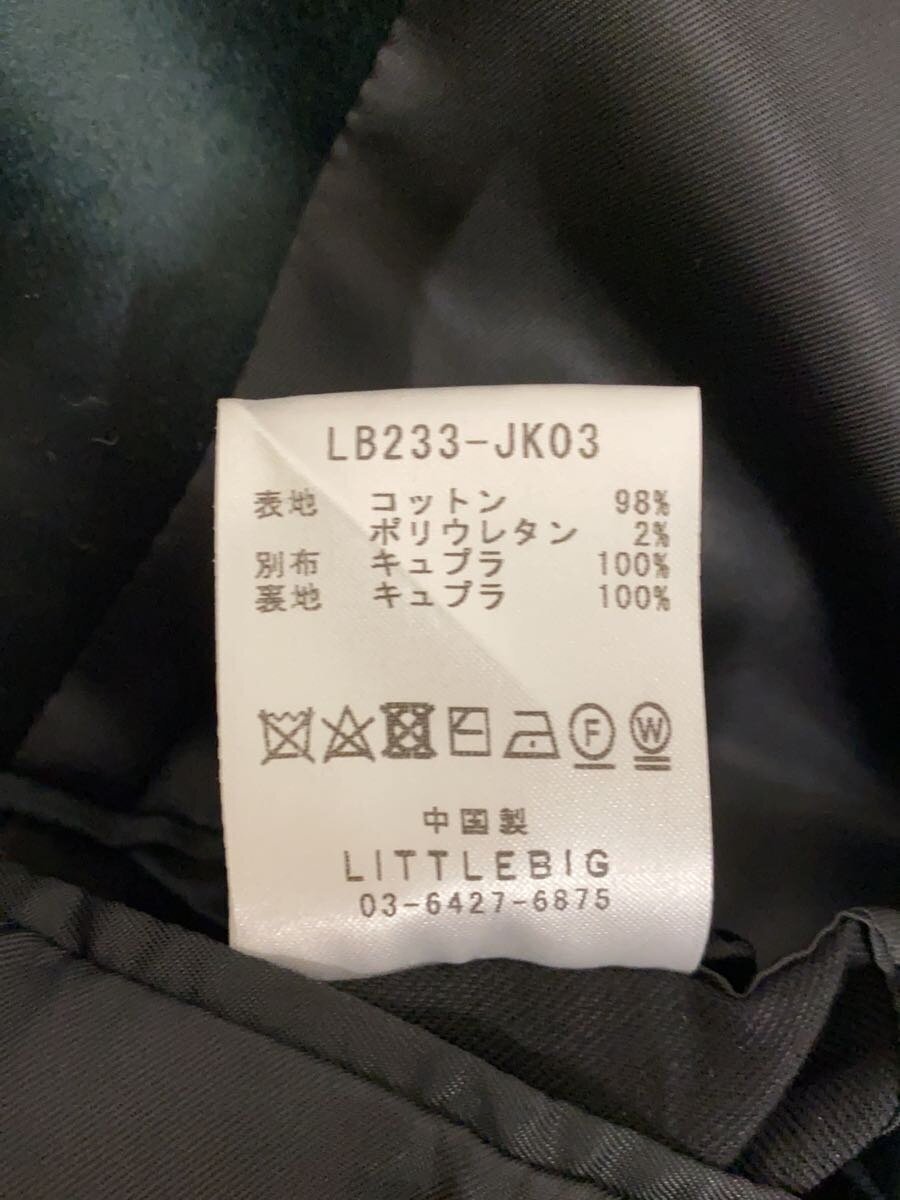 LB233-JK03
表地 コットン 98%
ポリウレタン 2%
別布 キュプラ 100%
裏地 キュプラ 100%
F W
中国製
LITTLEBIG
03-6427-6875